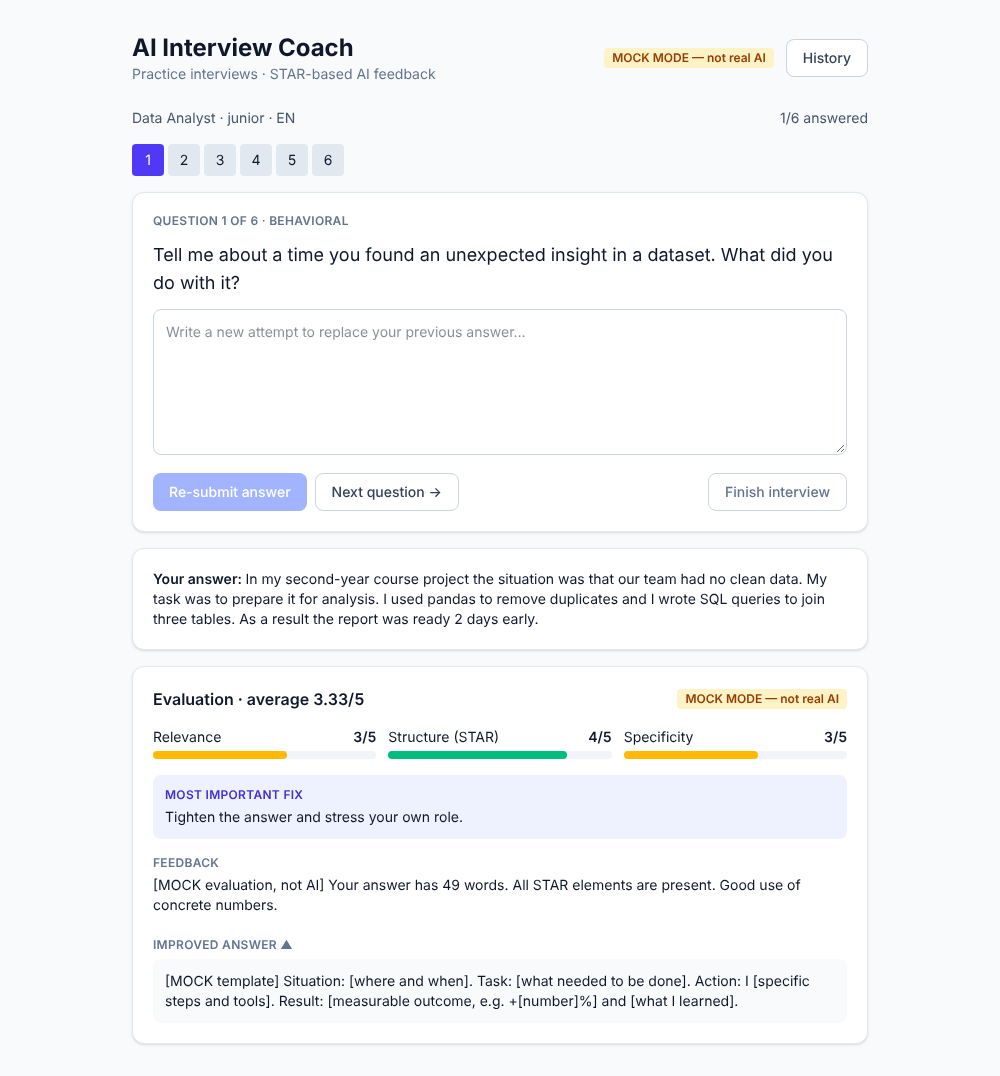 AI Interview Coach
Practice interviews · STAR-based AI feedback
MOCK MODE — not real AI
History
Data Analyst · junior · EN
1/6 answered
1 2 3 4 5 6
QUESTION 1 OF 6 · BEHAVIORAL
Tell me about a time you found an unexpected insight in a dataset. What did you
do with it?
Write a new attempt to replace your previous answer...
Re-submit answer
Next question →
Finish interview
Your answer: In my second-year course project the situation was that our team had no clean data. My
task was to prepare it for analysis. I used pandas to remove duplicates and I wrote SQL queries to join
three tables. As a result the report was ready 2 days early.
Evaluation · average 3.33/5
MOCK MODE — not real AI
Relevance 3/5
Structure (STAR) 4/5
Specificity 3/5
MOST IMPORTANT FIX
Tighten the answer and stress your own role.
FEEDBACK
[MOCK evaluation, not AI] Your answer has 49 words. All STAR elements are present. Good use of
concrete numbers.
IMPROVED ANSWER ▲
[MOCK template] Situation: [where and when]. Task: [what needed to be done]. Action: I [specific
steps and tools]. Result: [measurable outcome, e.g. +[number]%] and [what I learned].